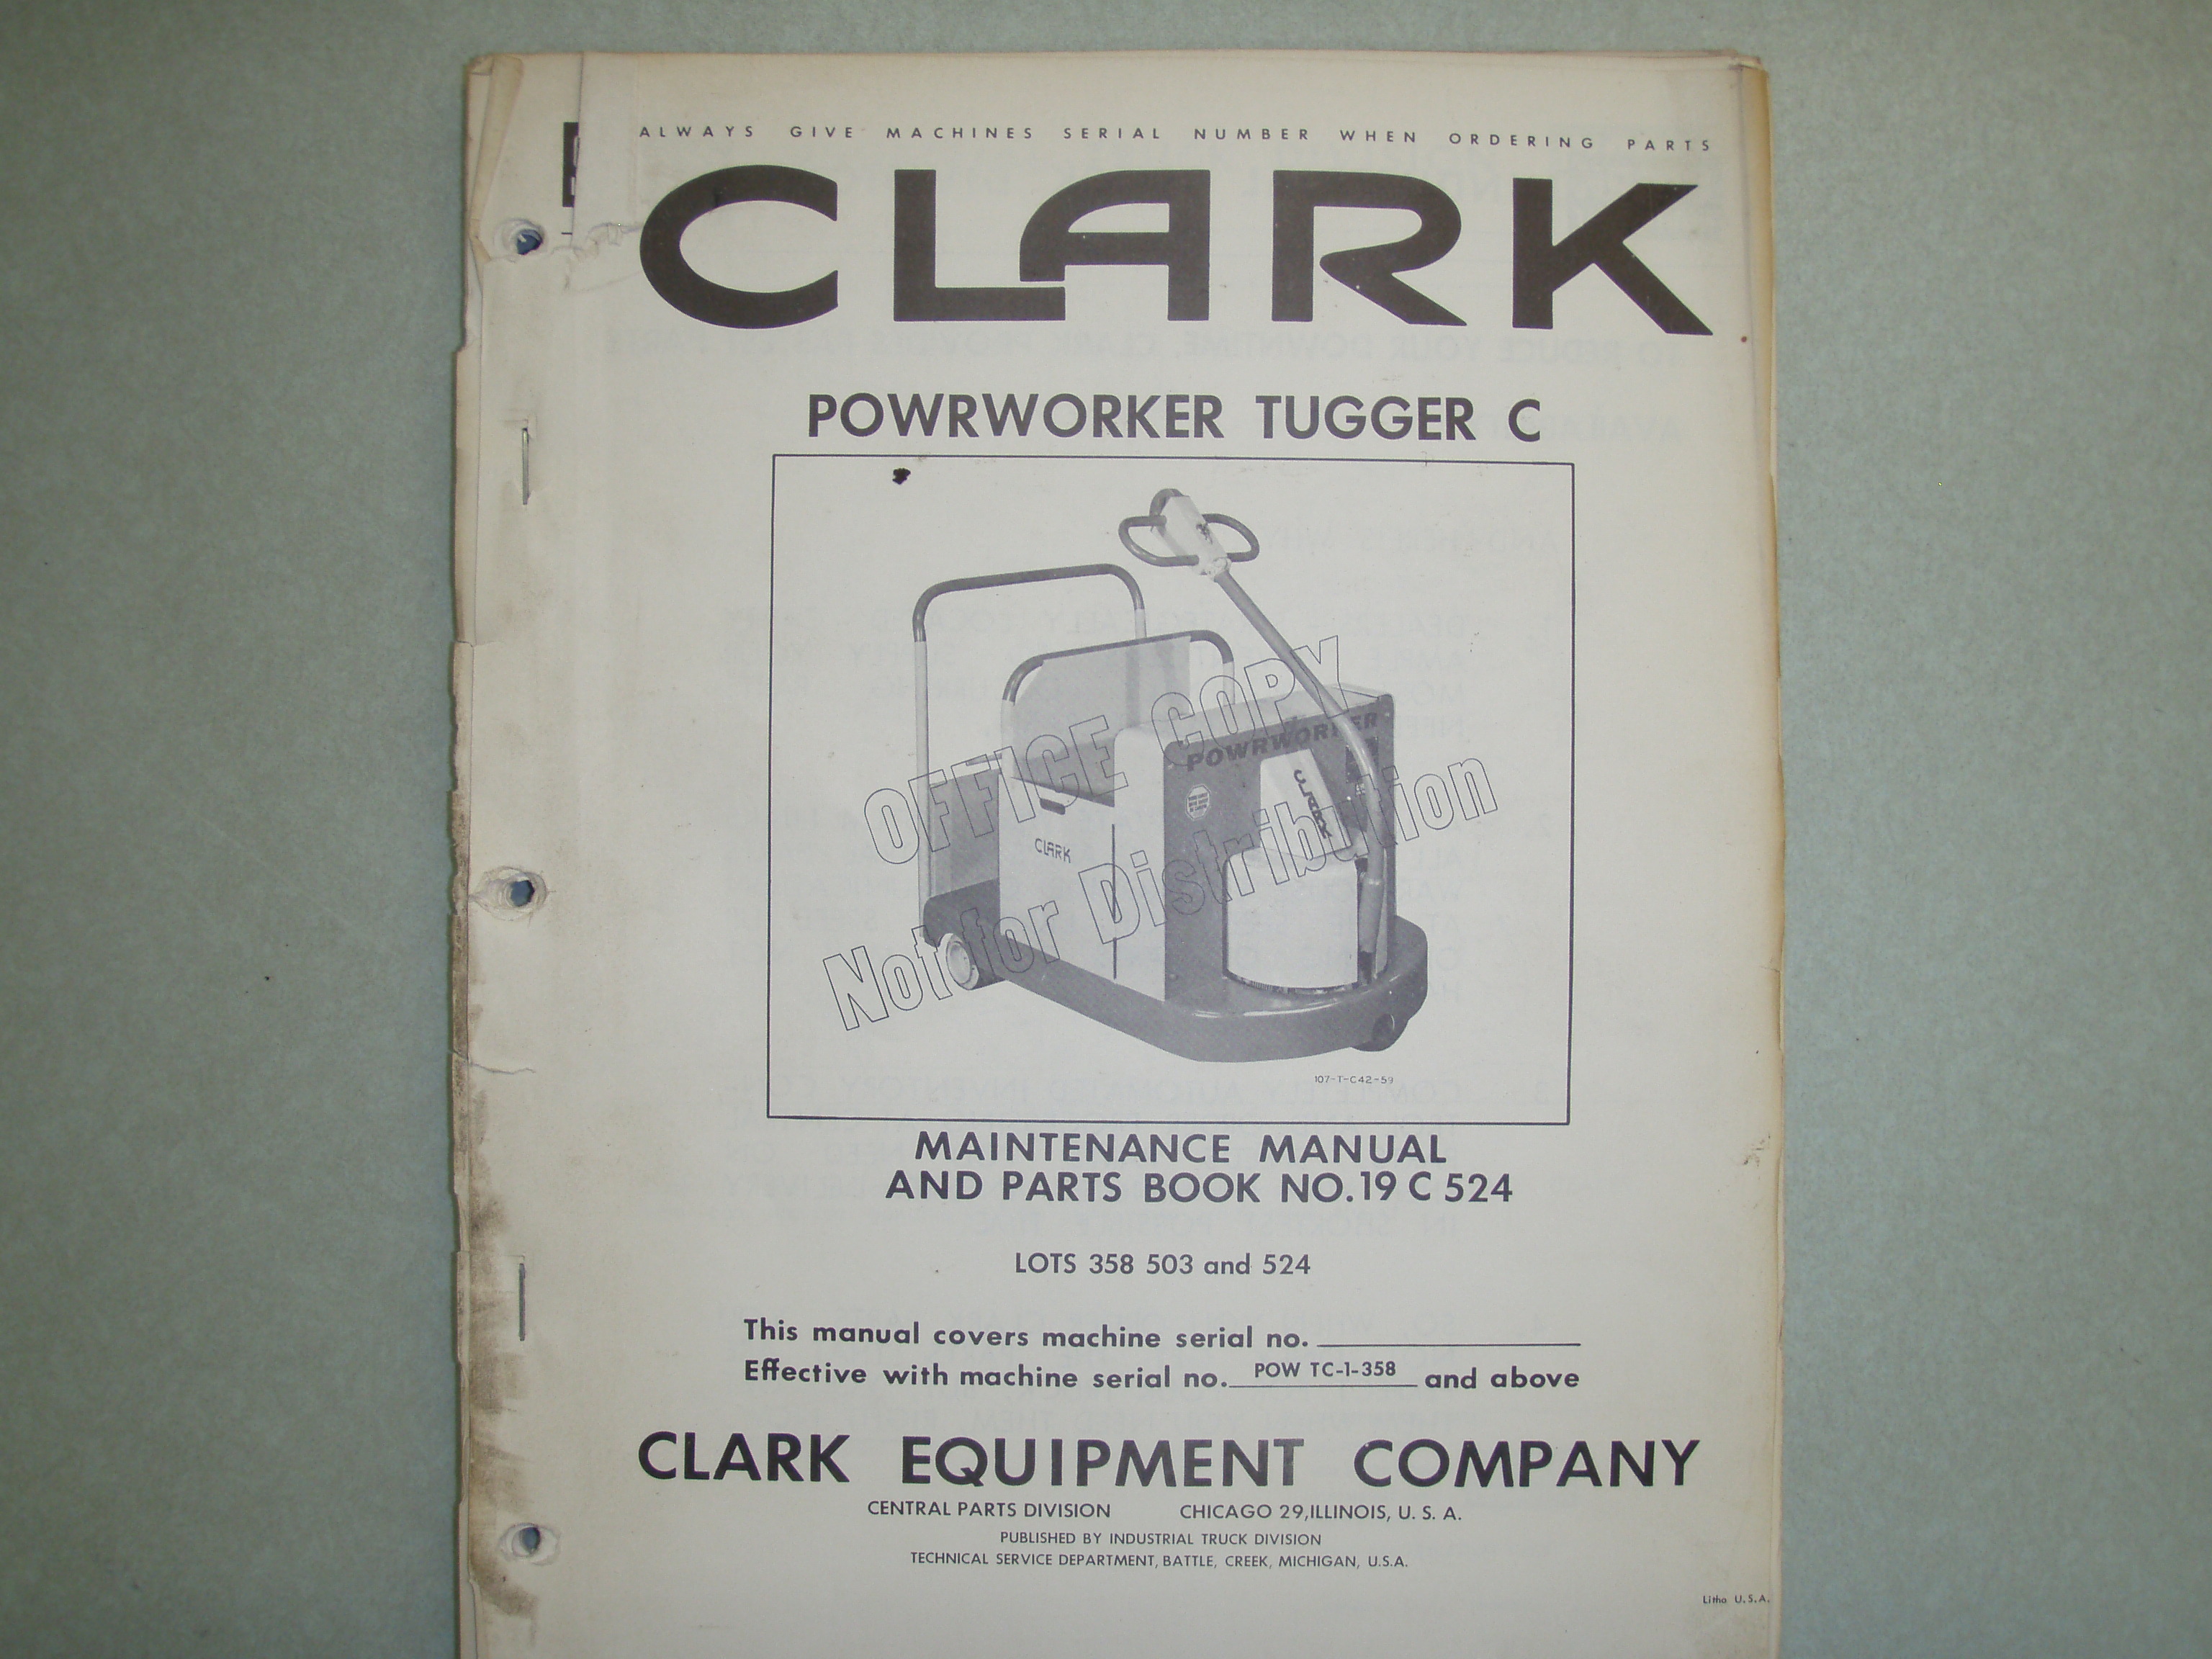 ALWAYS GIVE MACHINES SERIAL NUMBER WHEN ORDERING PARTS
CLARK
POWRWORKER TUGGER C
POWRWORKER
CLARK
CLARK
OFFICE COPY
Not for Distribution
107-T-C42-59
MAINTENANCE MANUAL
AND PARTS BOOK NO.19 C 524
LOTS 358 503 and 524
This manual covers machine serial no.
Effective with machine serial no. POW TC-1-358 and above
CLARK EQUIPMENT COMPANY
CENTRAL PARTS DIVISION CHICAGO 29,ILLINOIS, U. S. A.
PUBLISHED BY INDUSTRIAL TRUCK DIVISION
TECHNICAL SERVICE DEPARTMENT, BATTLE, CREEK, MICHIGAN, U.S.A.
Litho U.S.A.